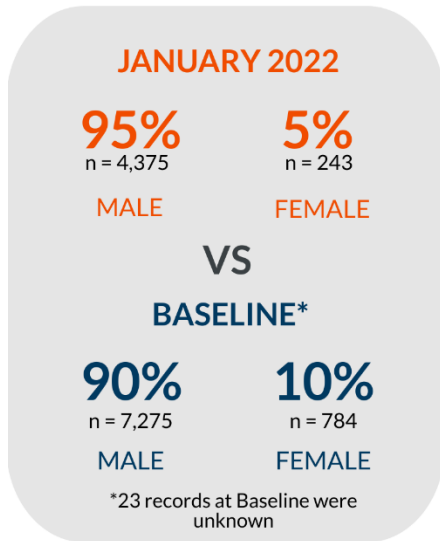 JANUARY 2022
95% 5%
n = 4,375 n = 243
MALE FEMALE
VS
BASELINE*
90% 10%
n = 7,275 n = 784
MALE FEMALE
*23 records at Baseline were
unknown